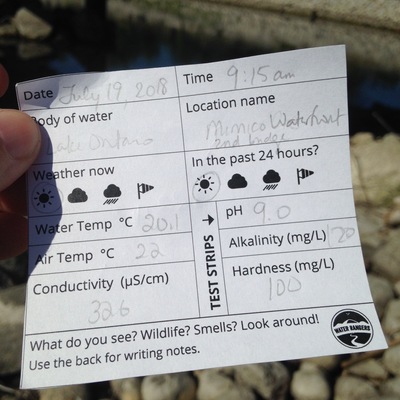 Date July 19, 2018 Time 9:15 am
Body of water Location name
Lake Ontario Mimico Waterfront
2nd bridge
Weather now In the past 24 hours?
Water Temp °C 20.1 pH 9.0
Air Temp °C 22 Alkalinity (mg/L) 120
Conductivity (µS/cm) Hardness (mg/L)
326 100
TEST STRIPS
What do you see? Wildlife? Smells? Look around!
Use the back for writing notes.
WATER RANGERS